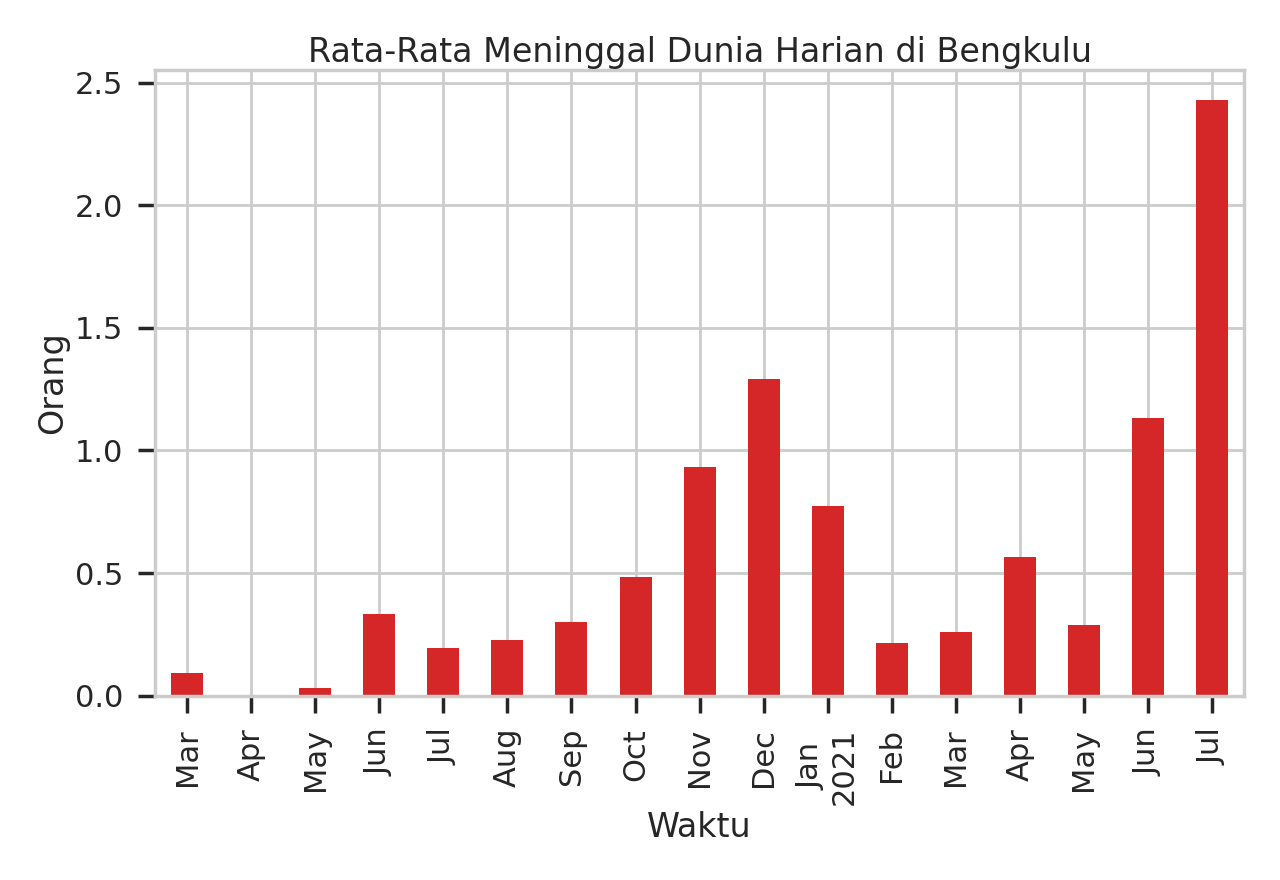 Rata-Rata Meninggal Dunia Harian di Bengkulu
Orang
2.5
2.0
1.5
1.0
0.5
0.0
Mar
Apr
May
Jun
Jul
Aug
Sep
Oct
Nov
Dec
Jan
2021
Feb
Mar
Apr
May
Jun
Jul
Waktu